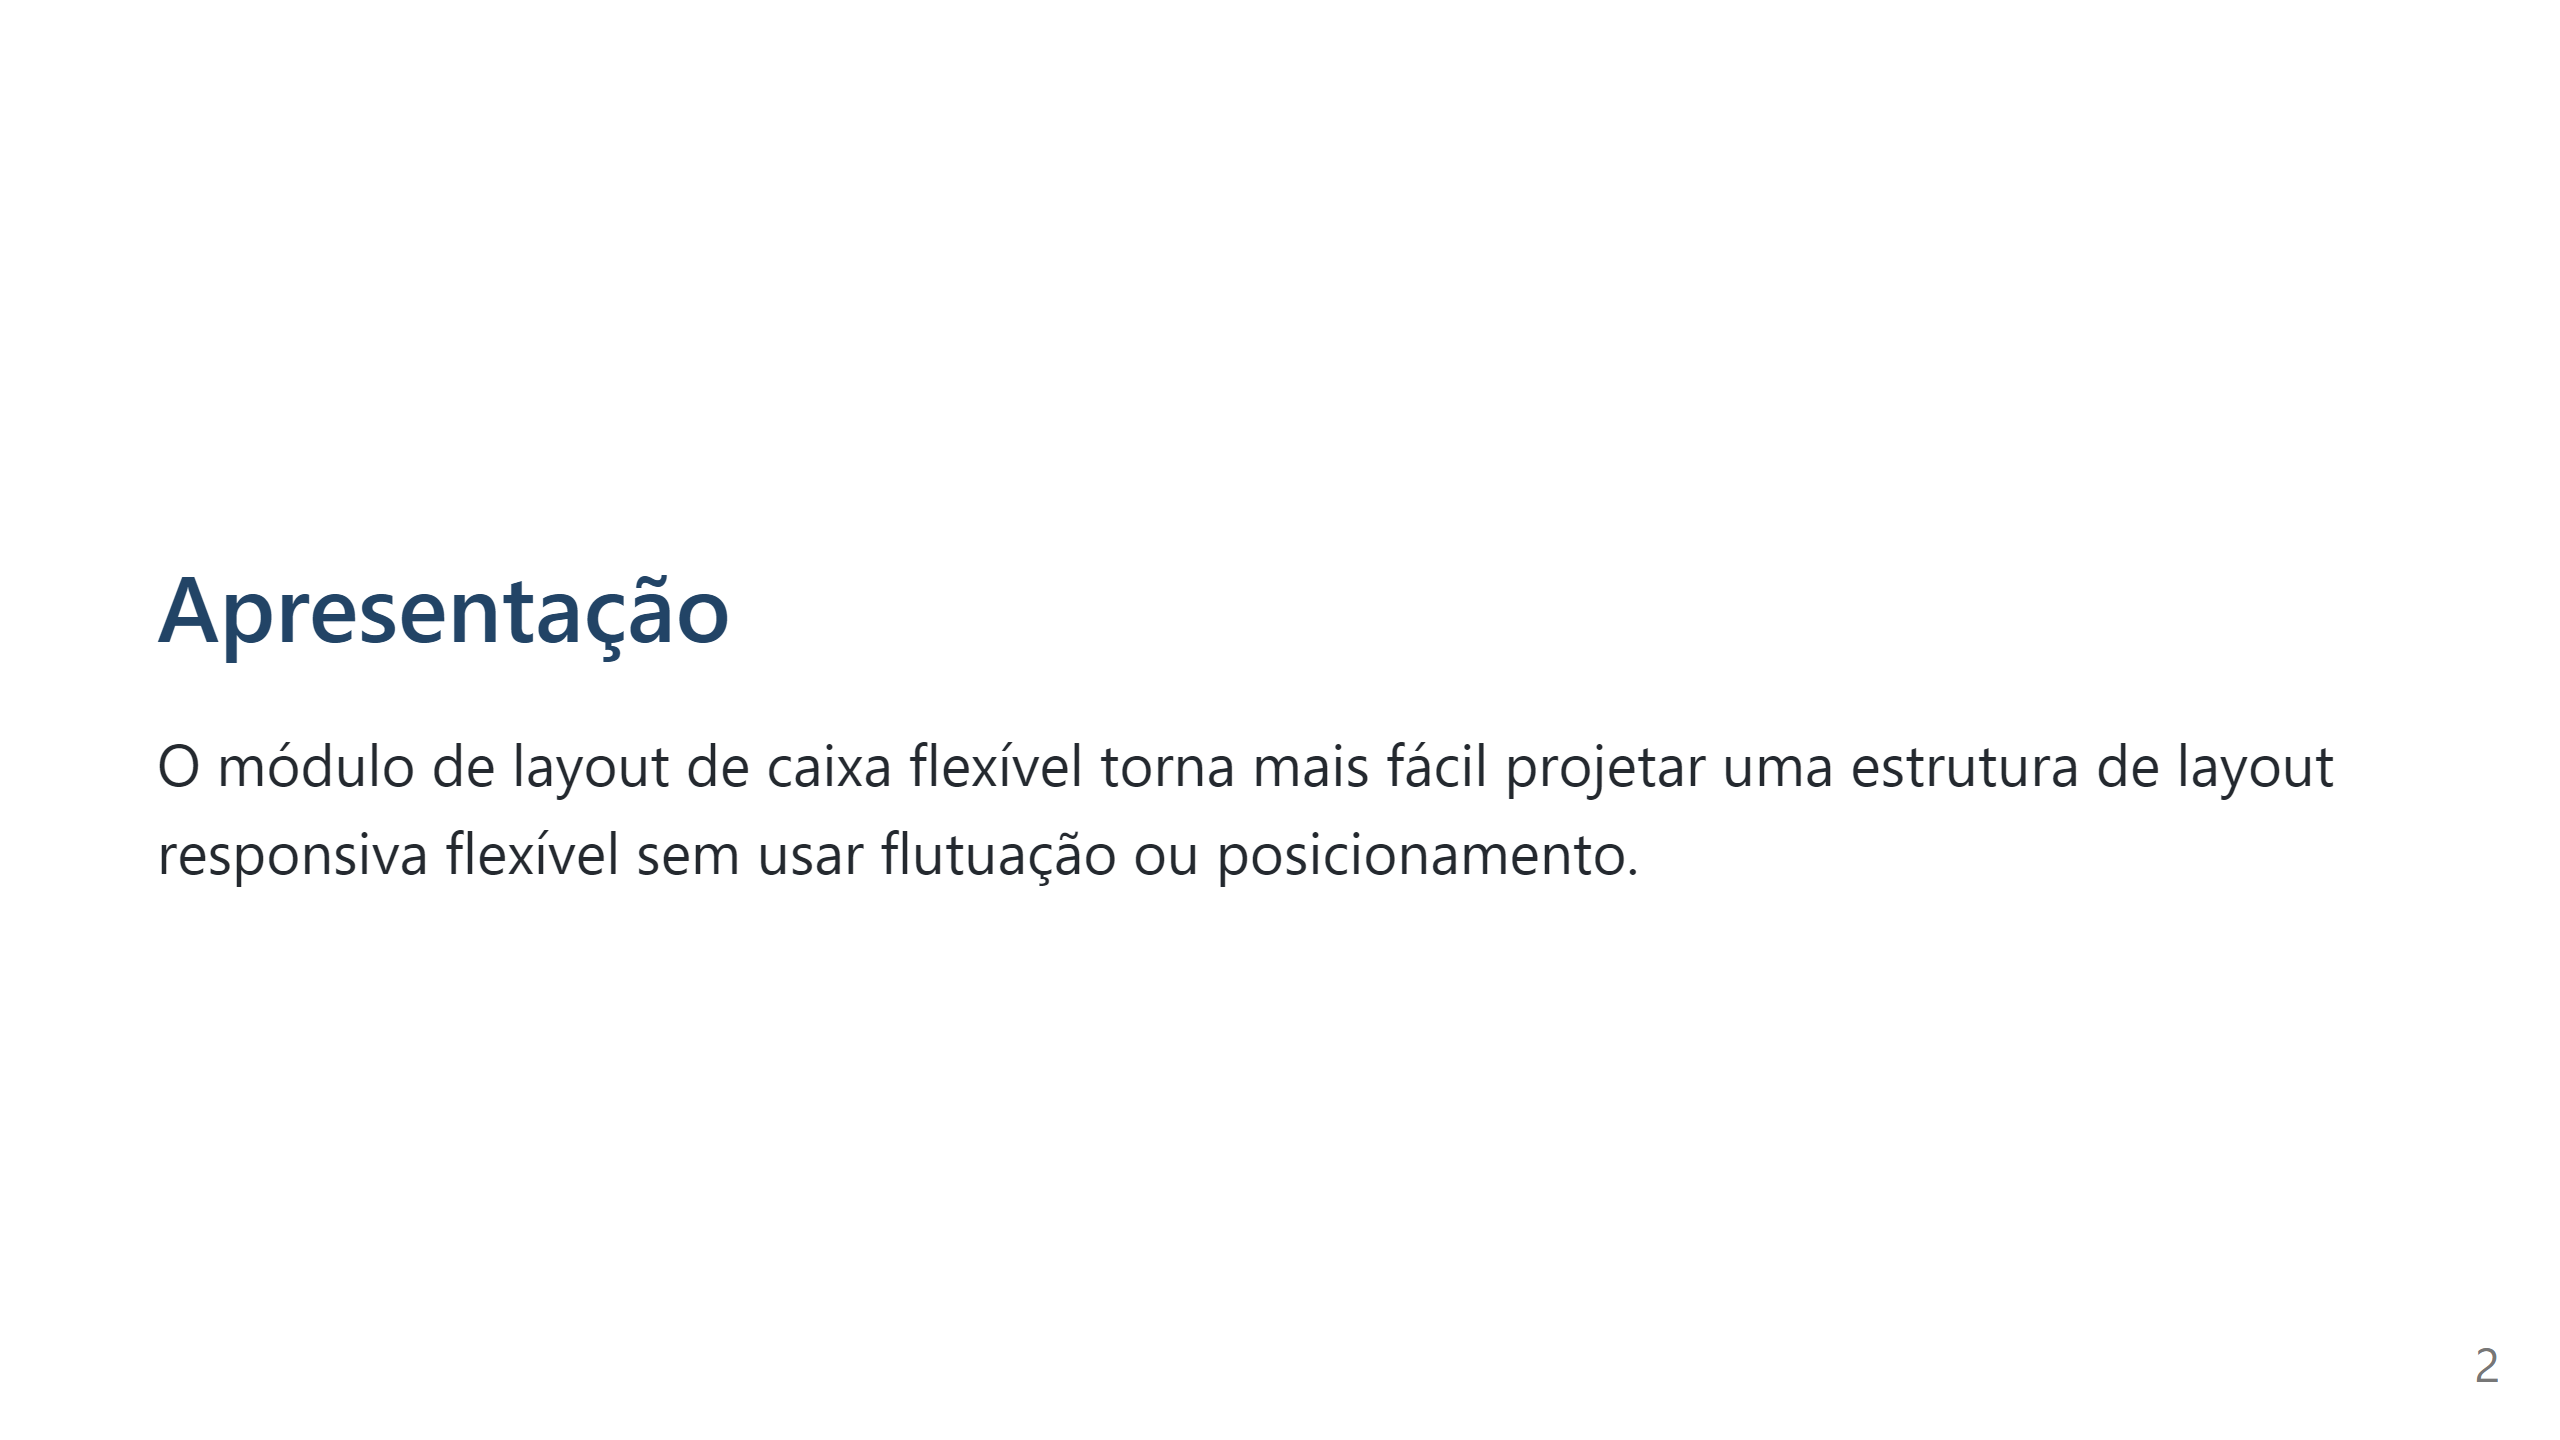 Apresentação
O módulo de layout de caixa flexível torna mais fácil projetar uma estrutura de layout
responsiva flexível sem usar flutuação ou posicionamento.
2